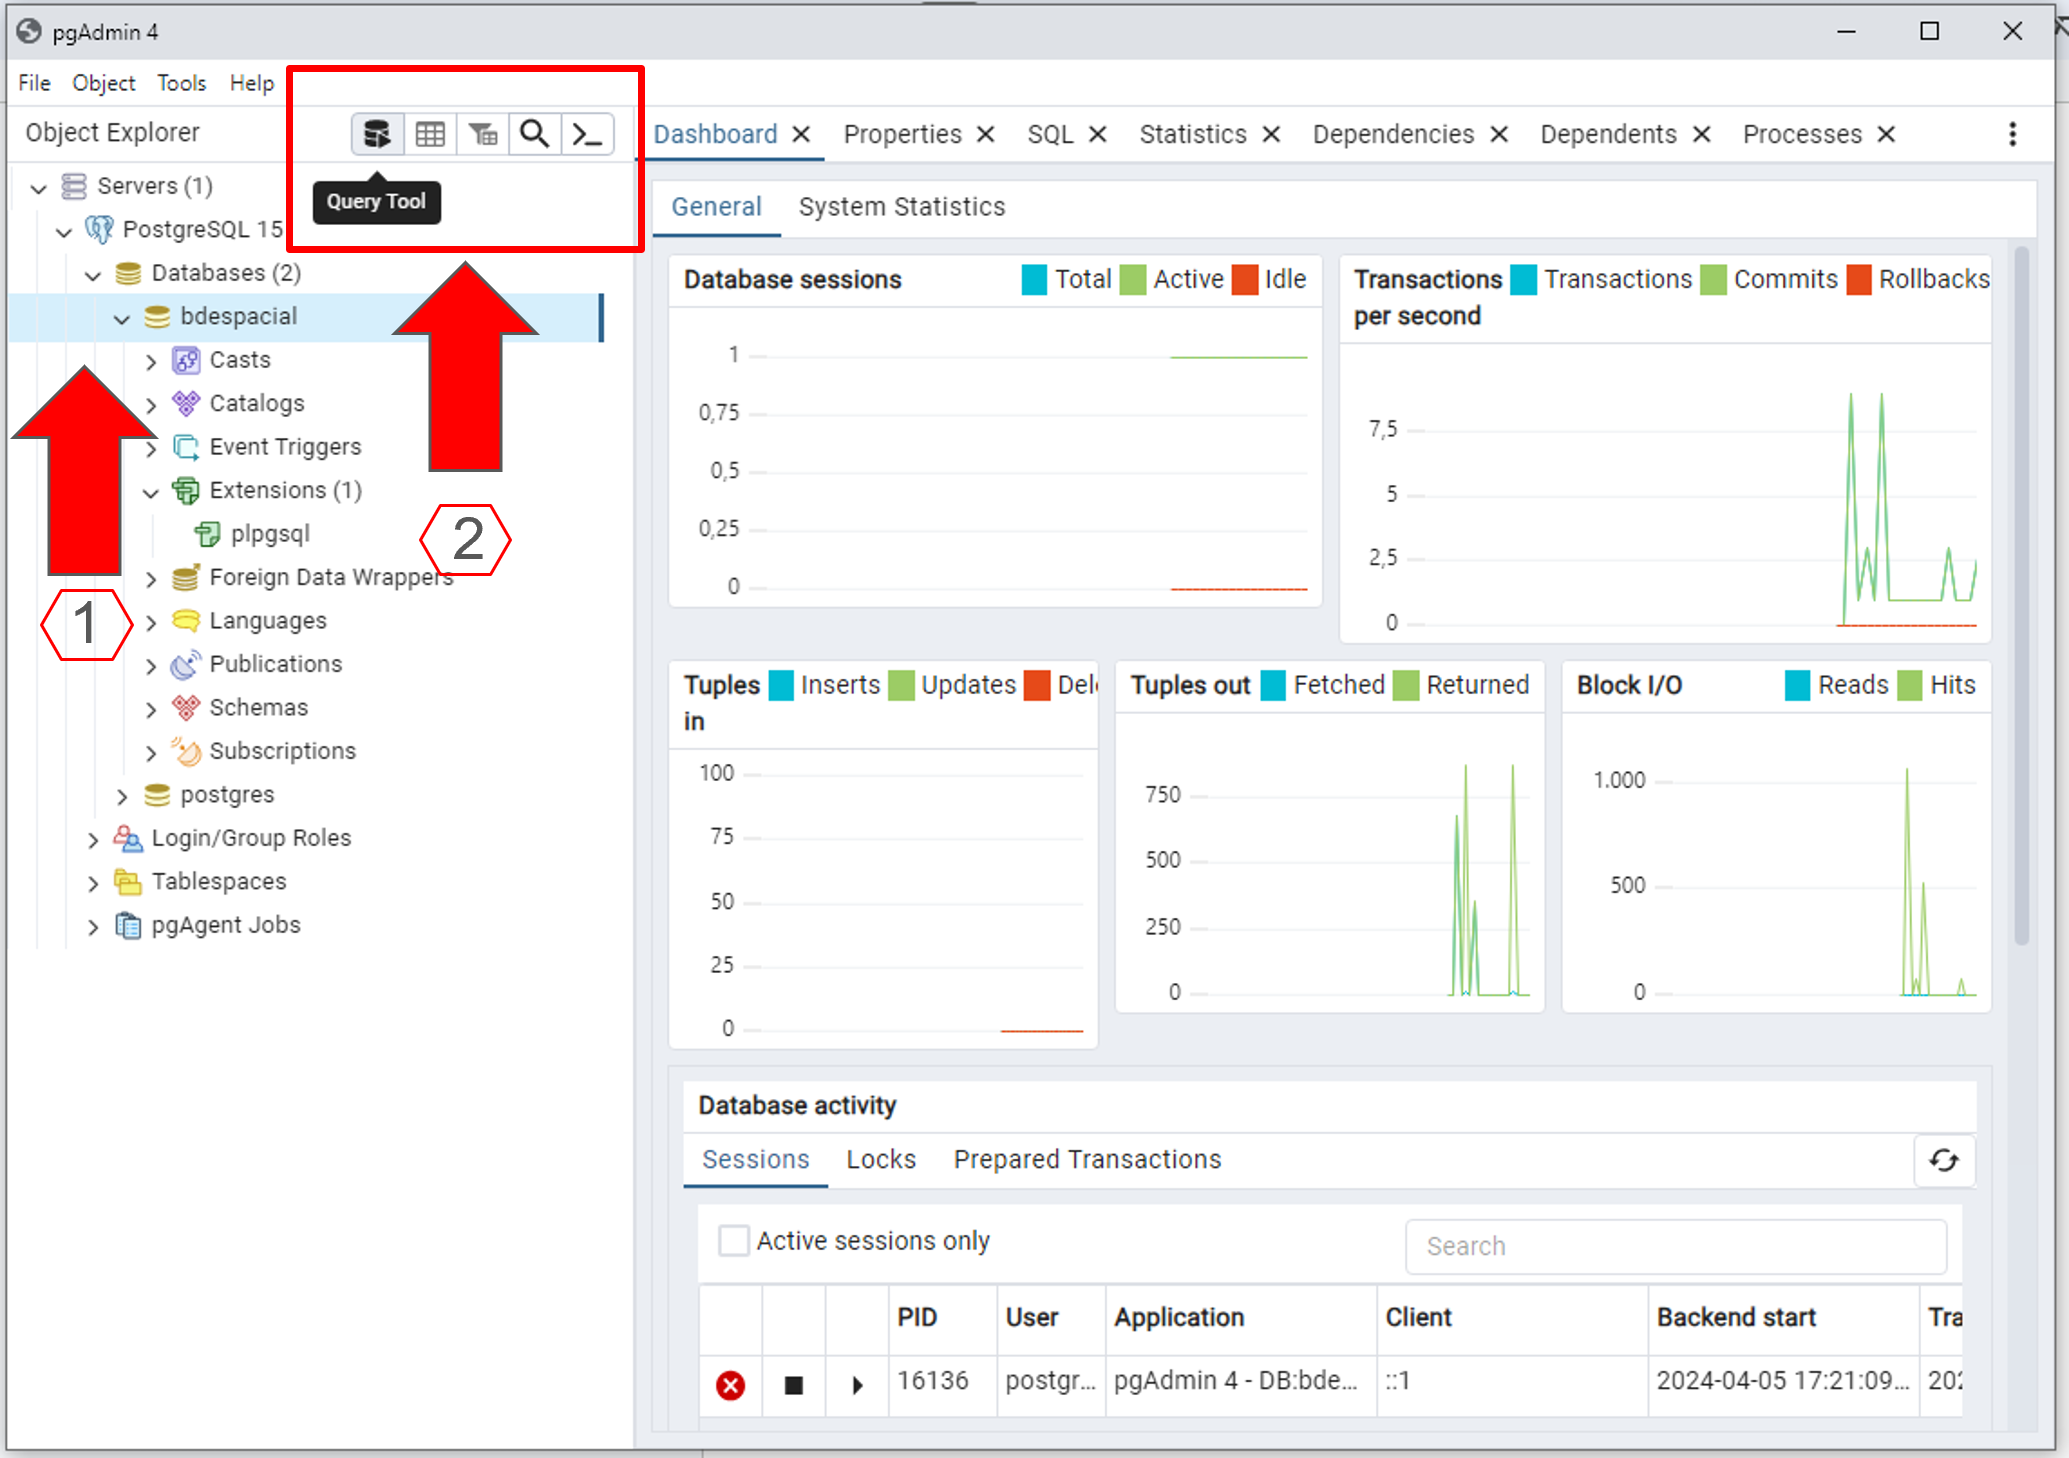 pgAdmin 4
File Object Tools Help
Object Explorer
Query Tool
Servers (1)
PostgreSQL 15
Databases (2)
bdespacial
Casts
Catalogs
Event Triggers
Extensions (1)
plpgsql
Foreign Data Wrappers
Languages
Publications
Schemas
Subscriptions
postgres
Login/Group Roles
Tablespaces
pgAgent Jobs
1
2
Dashboard Properties SQL Statistics Dependencies Dependents Processes
General System Statistics
Database sessions Total Active Idle
1
0,75
0,5
0,25
0
Transactions per second Transactions Commits Rollbacks
7,5
5
2,5
0
Tuples in Inserts Updates Del
100
75
50
25
0
Tuples out Fetched Returned
750
500
250
0
Block I/O Reads Hits
1.000
500
0
Database activity
Sessions Locks Prepared Transactions
Active sessions only
Search
PID User Application Client Backend start Tra
16136 postgr... pgAdmin 4 - DB:bde... ::1 2024-04-05 17:21:09... 202